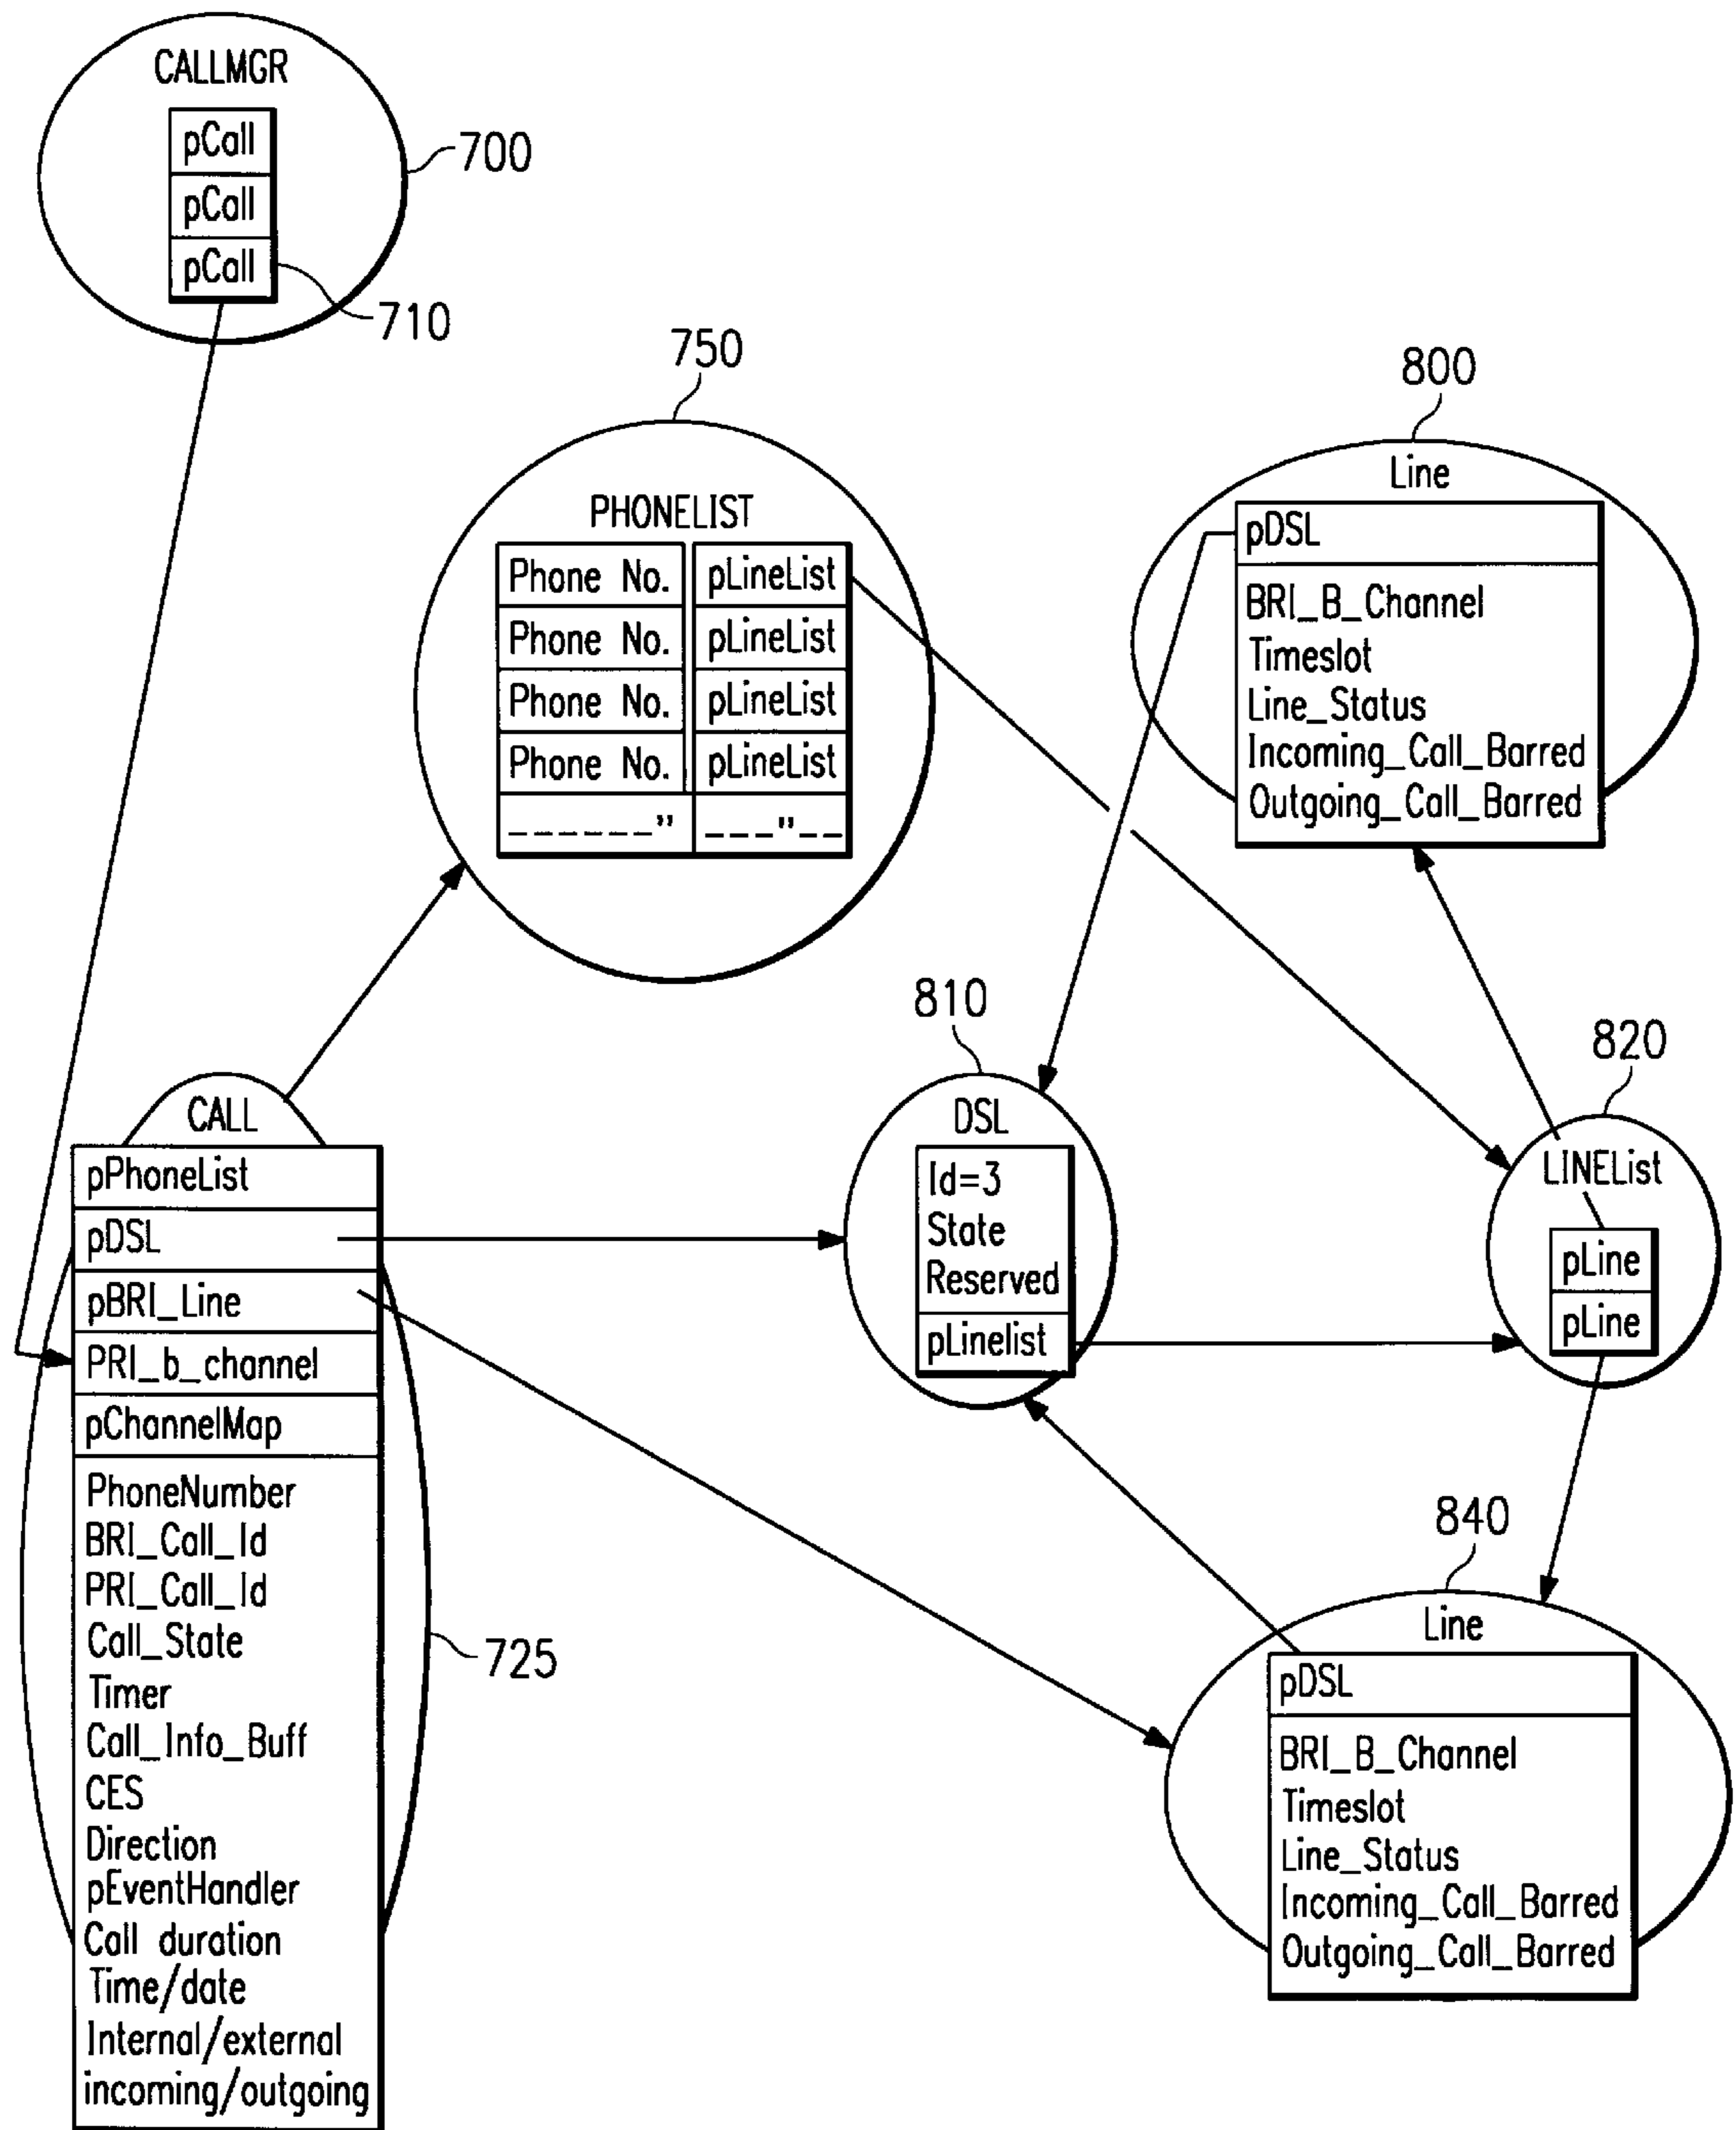 CALLMGR
pCall
pCall
pCall
700
710
750
PHONELIST
Phone No. pLineList
Phone No. pLineList
Phone No. pLineList
Phone No. pLineList
______" ___"__
800
Line
pDSL
BRI_B_Channel
Timeslot
Line_Status
Incoming_Call_Barred
Outgoing_Call_Barred
CALL
pPhoneList
pDSL
pBRI_Line
PRI_b_channel
pChannelMap
PhoneNumber
BRI_Call_Id
PRI_Call_Id
Call_State
Timer
Call_Info_Buff
CES
Direction
pEventHandler
Call duration
Time/date
Internal/external
incoming/outgoing
725
810
DSL
Id=3
State
Reserved
pLinelist
820
LINEList
pLine
pLine
840
Line
pDSL
BRI_B_Channel
Timeslot
Line_Status
Incoming_Call_Barred
Outgoing_Call_Barred